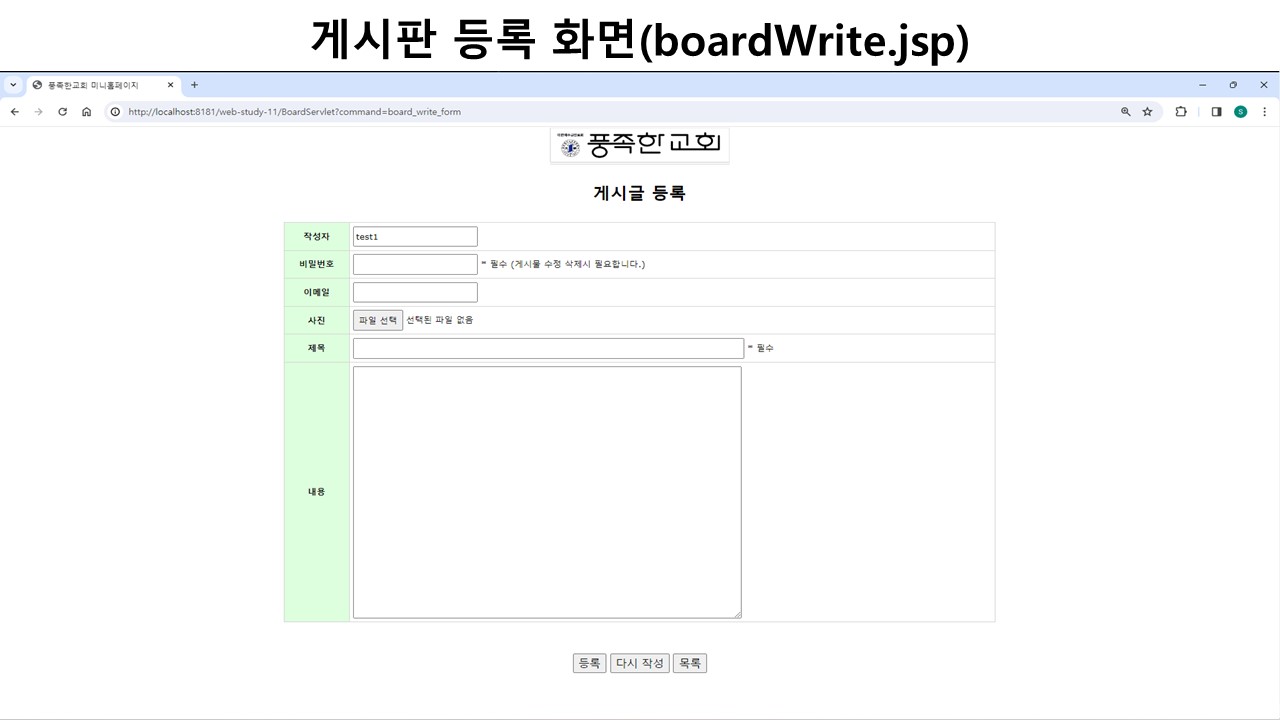 게시판 등록 화면(boardWrite.jsp)
풍족한교회 미니홈페이지
http://localhost:8181/web-study-11/BoardServlet?command=board_write_form
S
풍족한교회
게시글 등록
작성자 test1
비밀번호 * 필수 (게시물 수정 삭제시 필요합니다.)
이메일
사진 파일 선택 선택된 파일 없음
제목 * 필수
내용
등록 다시 작성 목록